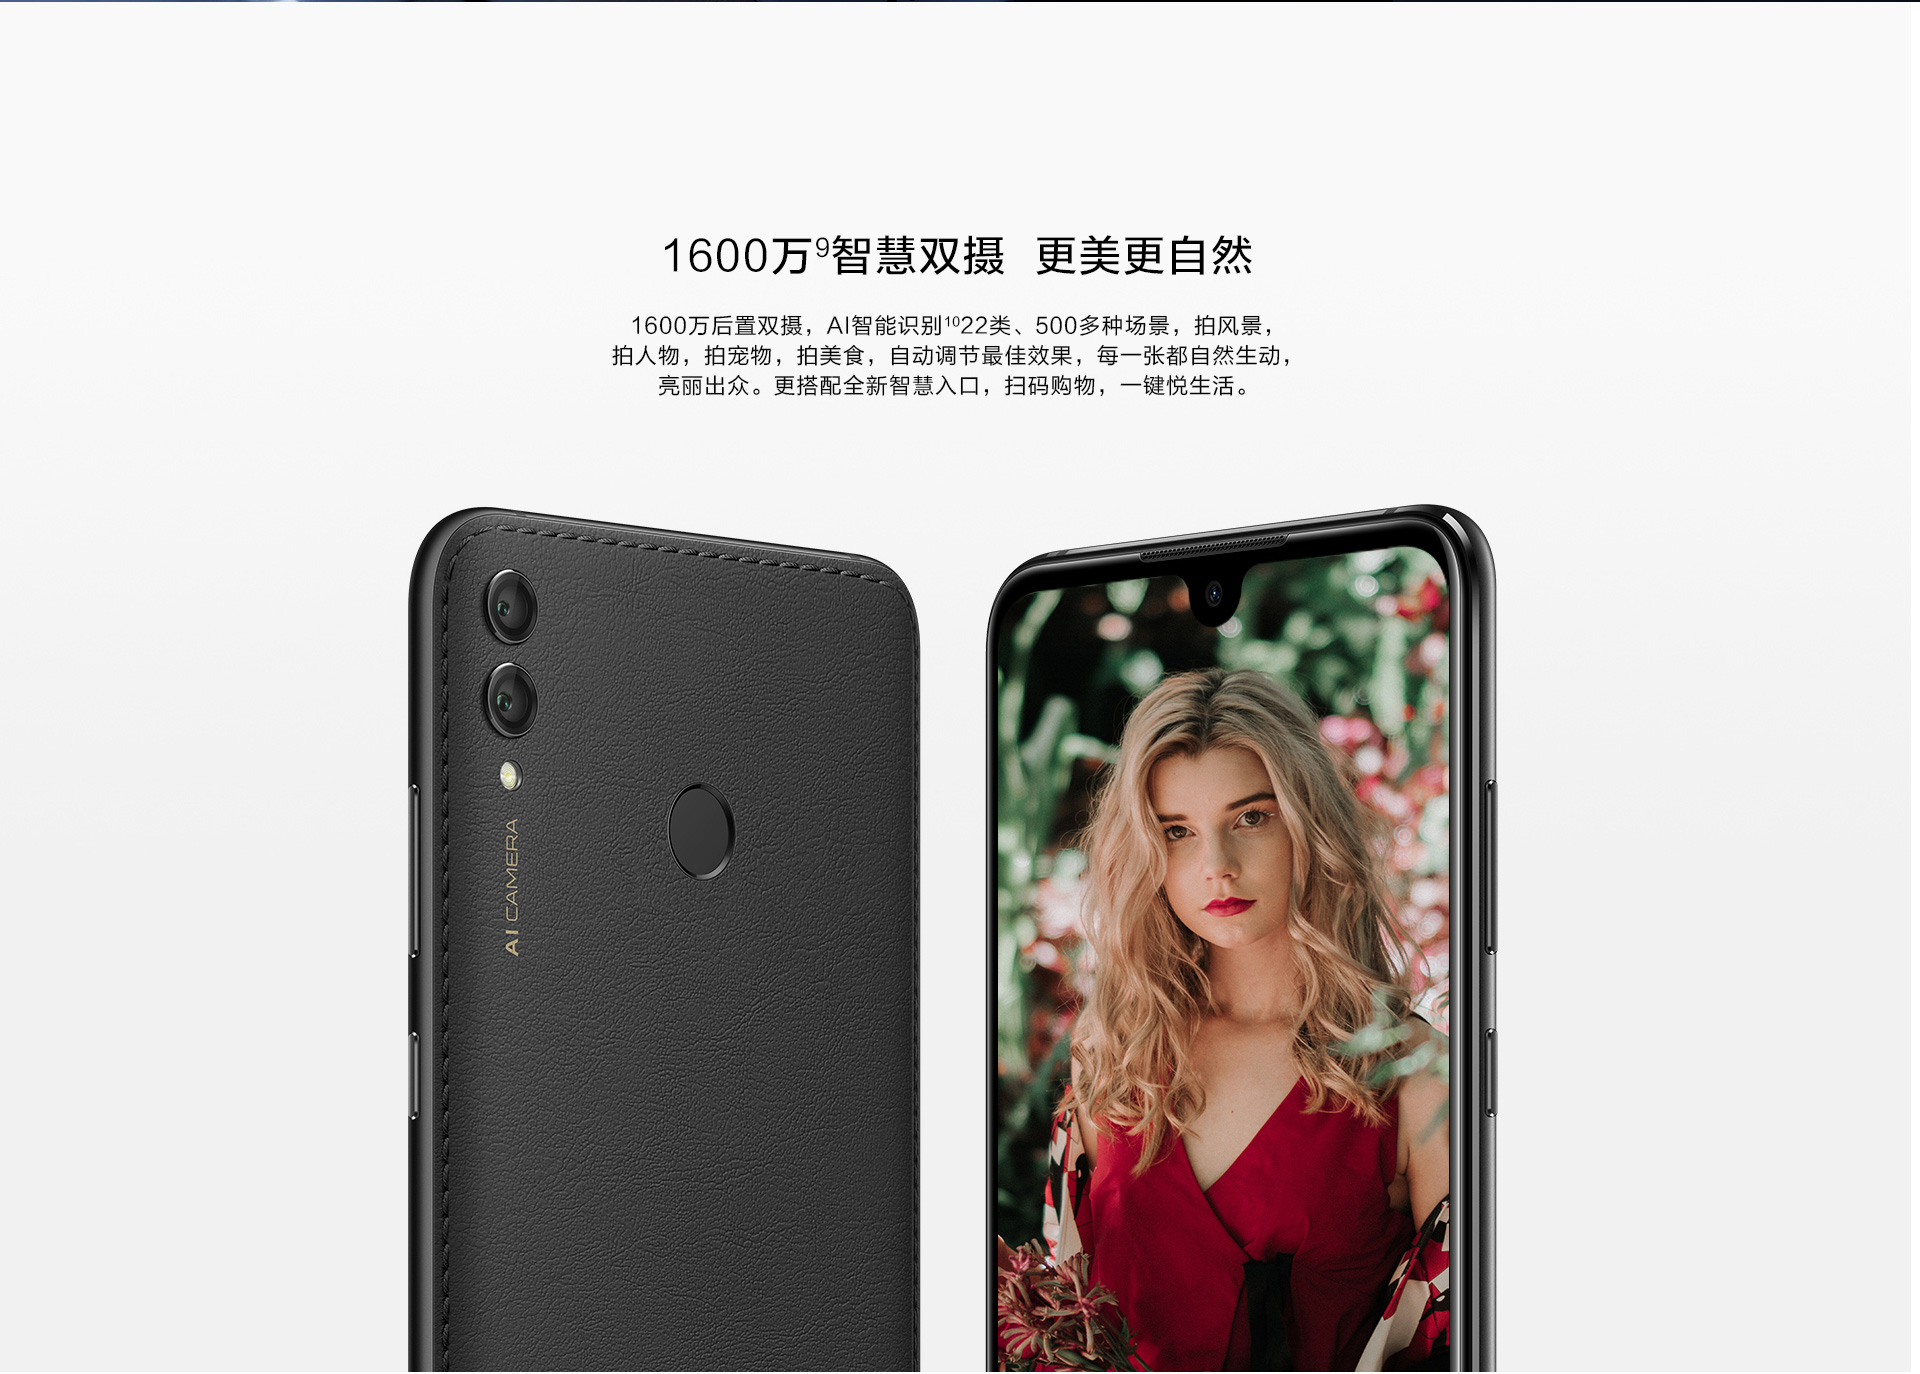 1600万⁹智慧双摄 更美更自然
1600万后置双摄，AI智能识别¹⁰22类、500多种场景，拍风景，
拍人物，拍宠物，拍美食，自动调节最佳效果，每一张都自然生动，
亮丽出众。更搭配全新智慧入口，扫码购物，一键悦生活。
AI CAMERA